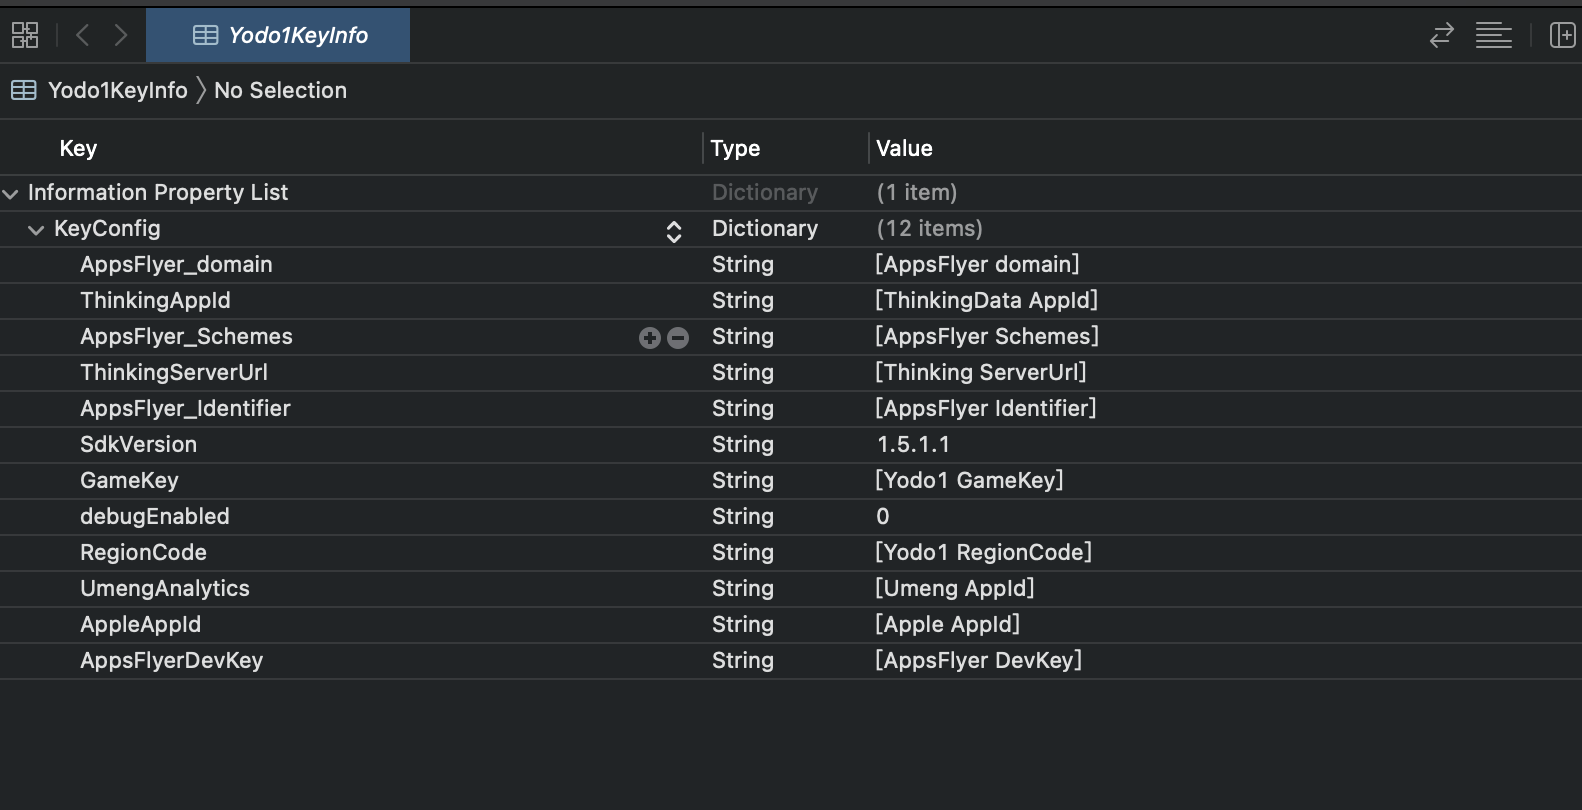 Yodo1KeyInfo
Yodo1KeyInfo No Selection
Key Type Value
Information Property List Dictionary (1 item)
KeyConfig Dictionary (12 items)
AppsFlyer_domain String [AppsFlyer domain]
ThinkingAppId String [ThinkingData AppId]
AppsFlyer_Schemes String [AppsFlyer Schemes]
ThinkingServerUrl String [Thinking ServerUrl]
AppsFlyer_Identifier String [AppsFlyer Identifier]
SdkVersion String 1.5.1.1
GameKey String [Yodo1 GameKey]
debugEnabled String 0
RegionCode String [Yodo1 RegionCode]
UmengAnalytics String [Umeng AppId]
AppleAppId String [Apple AppId]
AppsFlyerDevKey String [AppsFlyer DevKey]